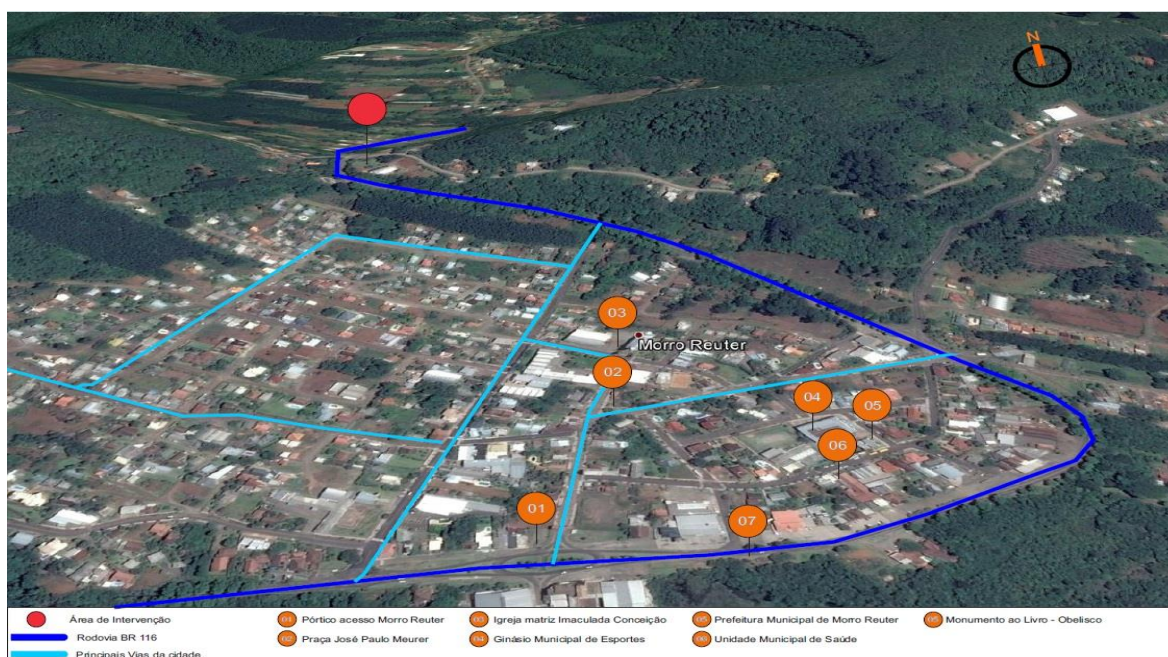 N
03
Morro Reuter
02
04
05
06
01
07
Área de Intervenção
01 Pórtico acesso Morro Reuter
03 Igreja matriz Imaculada Conceição
05 Prefeitura Municipal de Morro Reuter
05 Monumento ao Livro - Obelisco
Rodovia BR 116
02 Praça José Paulo Meurer
04 Ginásio Municipal de Esportes
06 Unidade Municipal de Saúde
Principais Vias da cidade